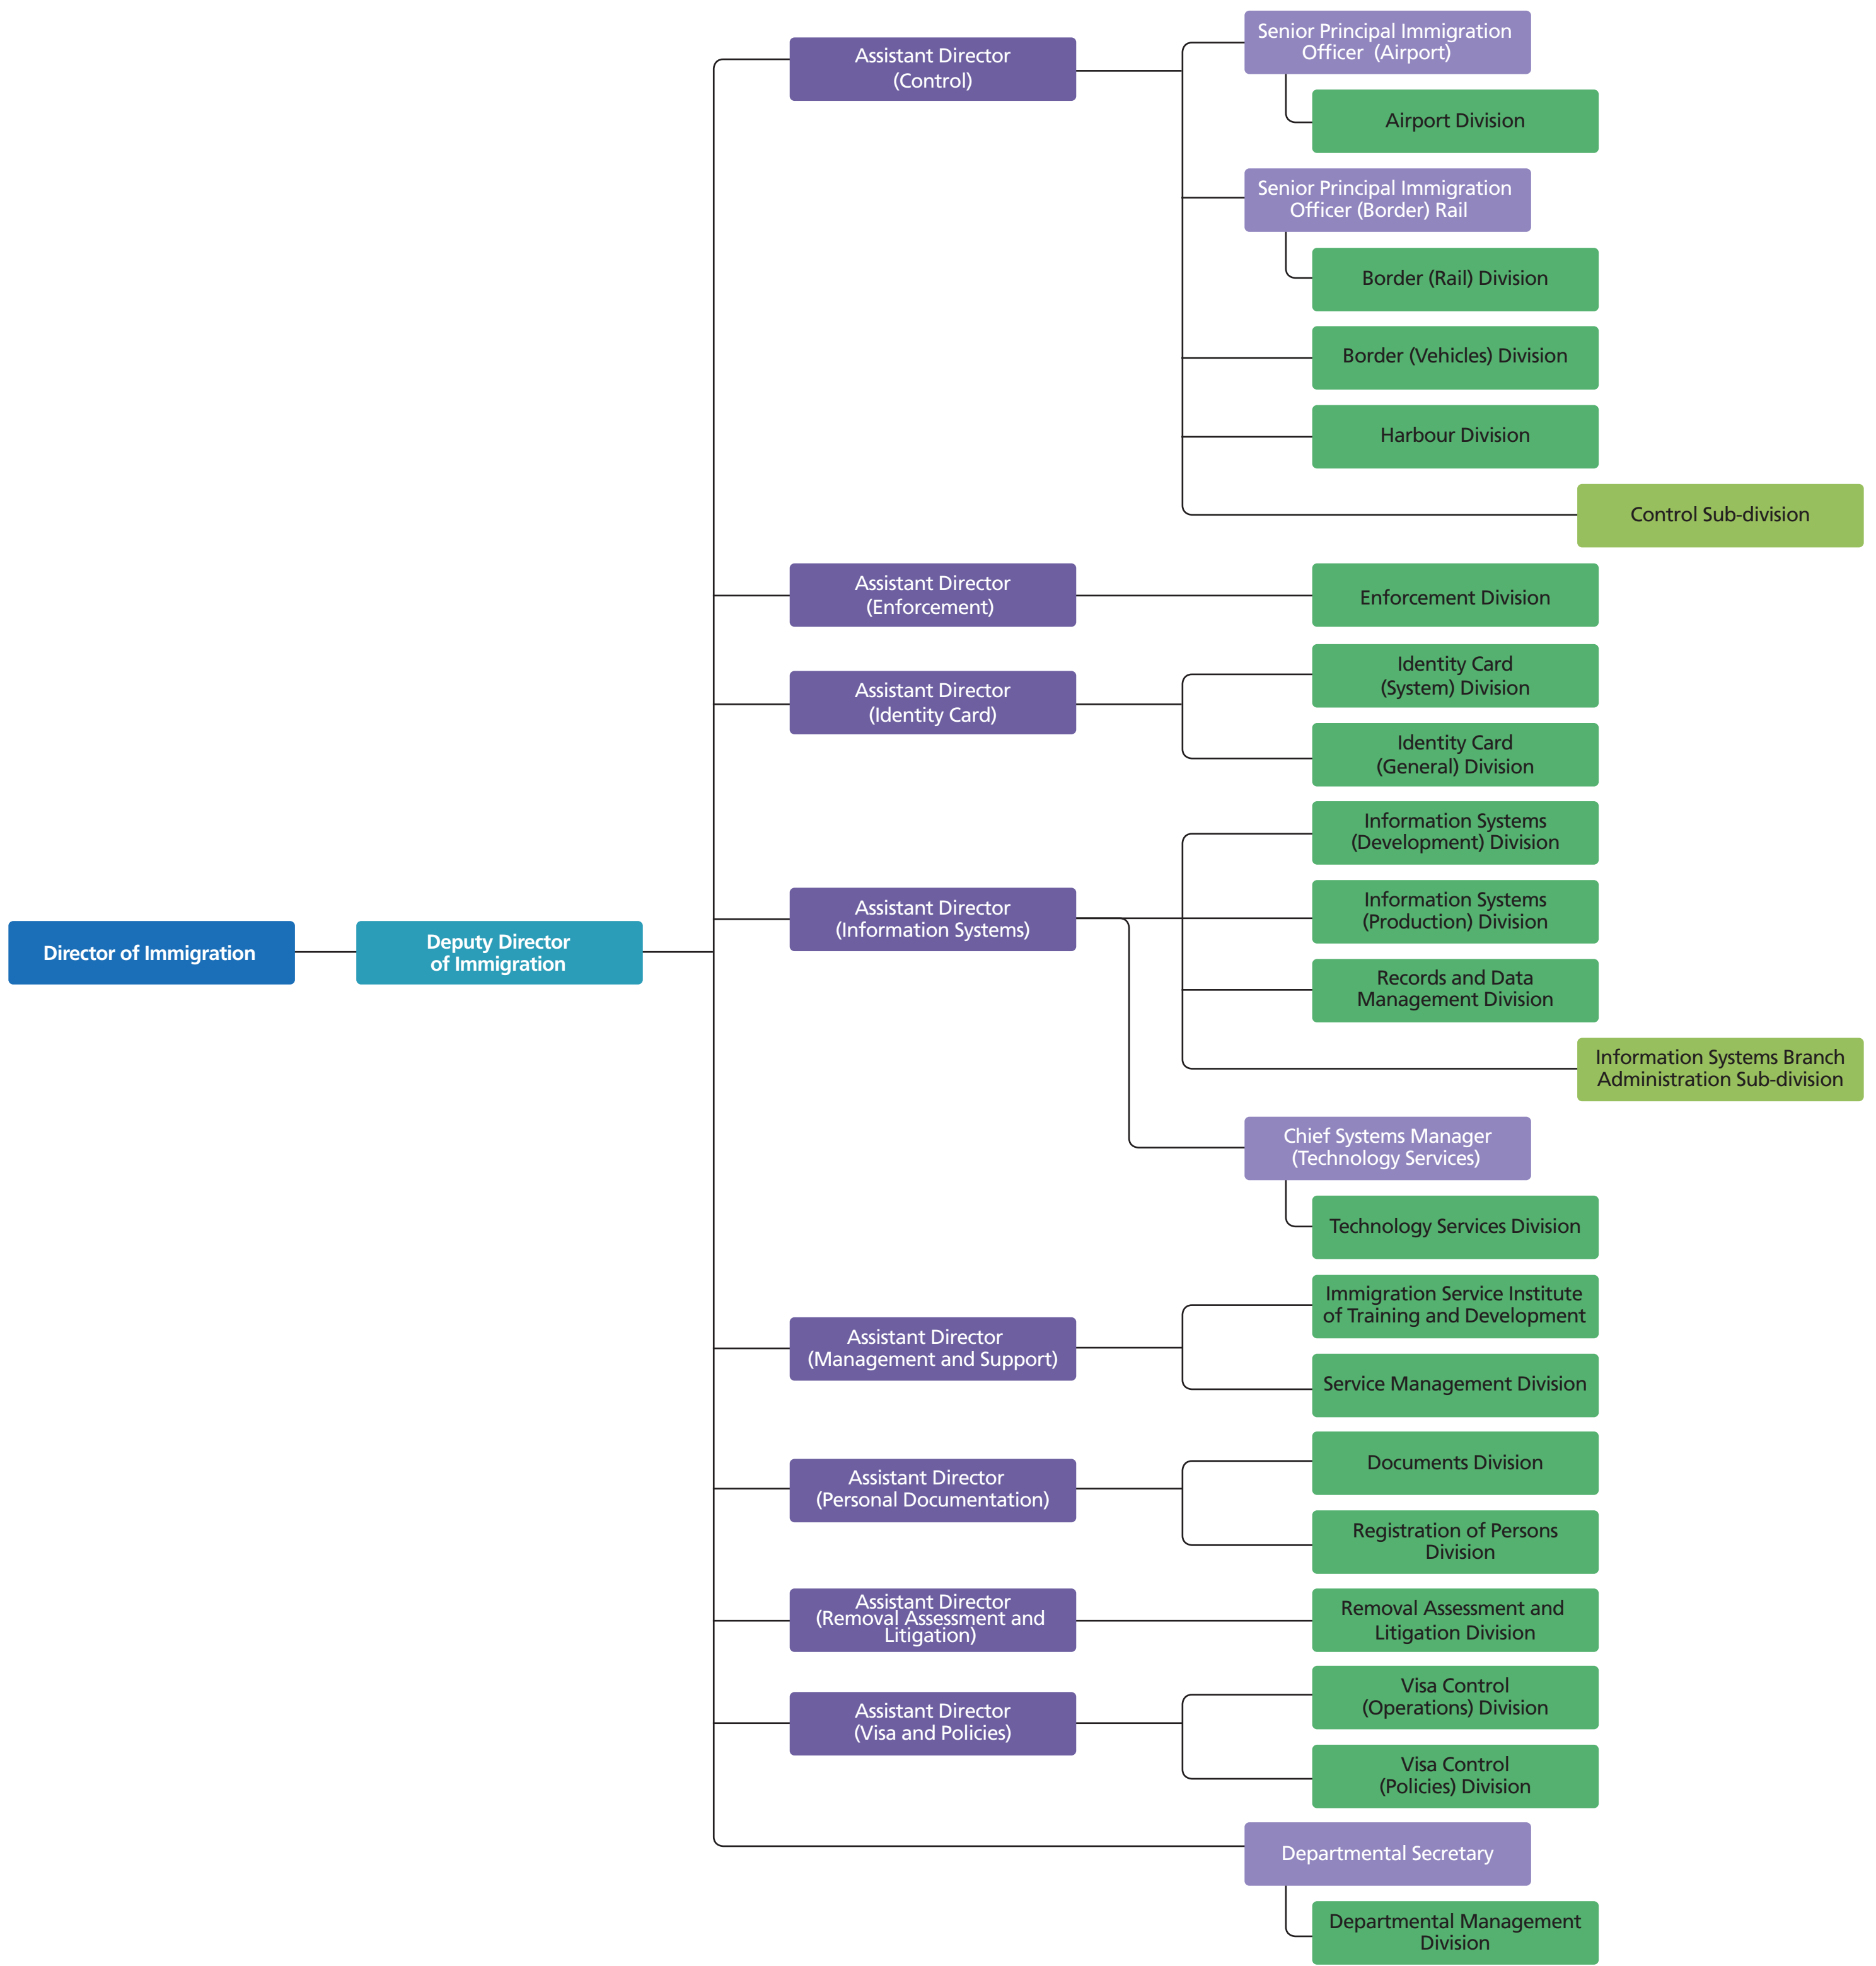 Senior Principal Immigration
Officer (Airport)
Assistant Director
(Control)
Airport Division
Senior Principal Immigration
Officer (Border) Rail
Border (Rail) Division
Border (Vehicles) Division
Harbour Division
Control Sub-division
Assistant Director
(Enforcement)
Enforcement Division
Assistant Director
(Identity Card)
Identity Card
(System) Division
Identity Card
(General) Division
Information Systems
(Development) Division
Assistant Director
(Information Systems)
Information Systems
(Production) Division
Director of Immigration
Deputy Director
of Immigration
Records and Data
Management Division
Information Systems Branch
Administration Sub-division
Chief Systems Manager
(Technology Services)
Technology Services Division
Immigration Service Institute
of Training and Development
Assistant Director
(Management and Support)
Service Management Division
Documents Division
Assistant Director
(Personal Documentation)
Registration of Persons
Division
Assistant Director
(Removal Assessment and
Litigation)
Removal Assessment and
Litigation Division
Visa Control
(Operations) Division
Assistant Director
(Visa and Policies)
Visa Control
(Policies) Division
Departmental Secretary
Departmental Management
Division